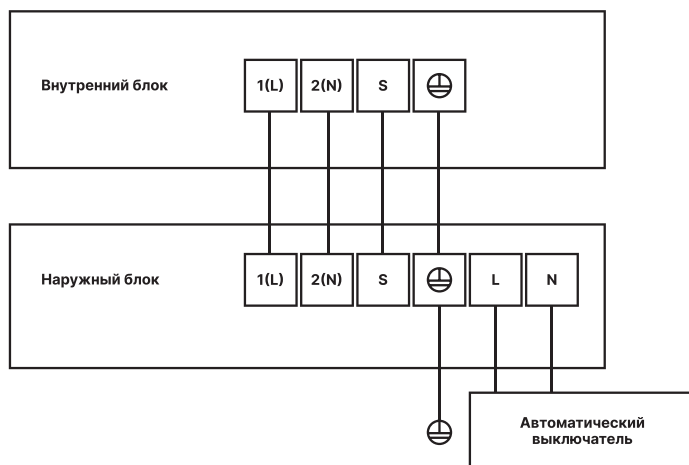 Внутренний блок 1(L) 2(N) S
Наружный блок 1(L) 2(N) S L N
Автоматический
выключатель